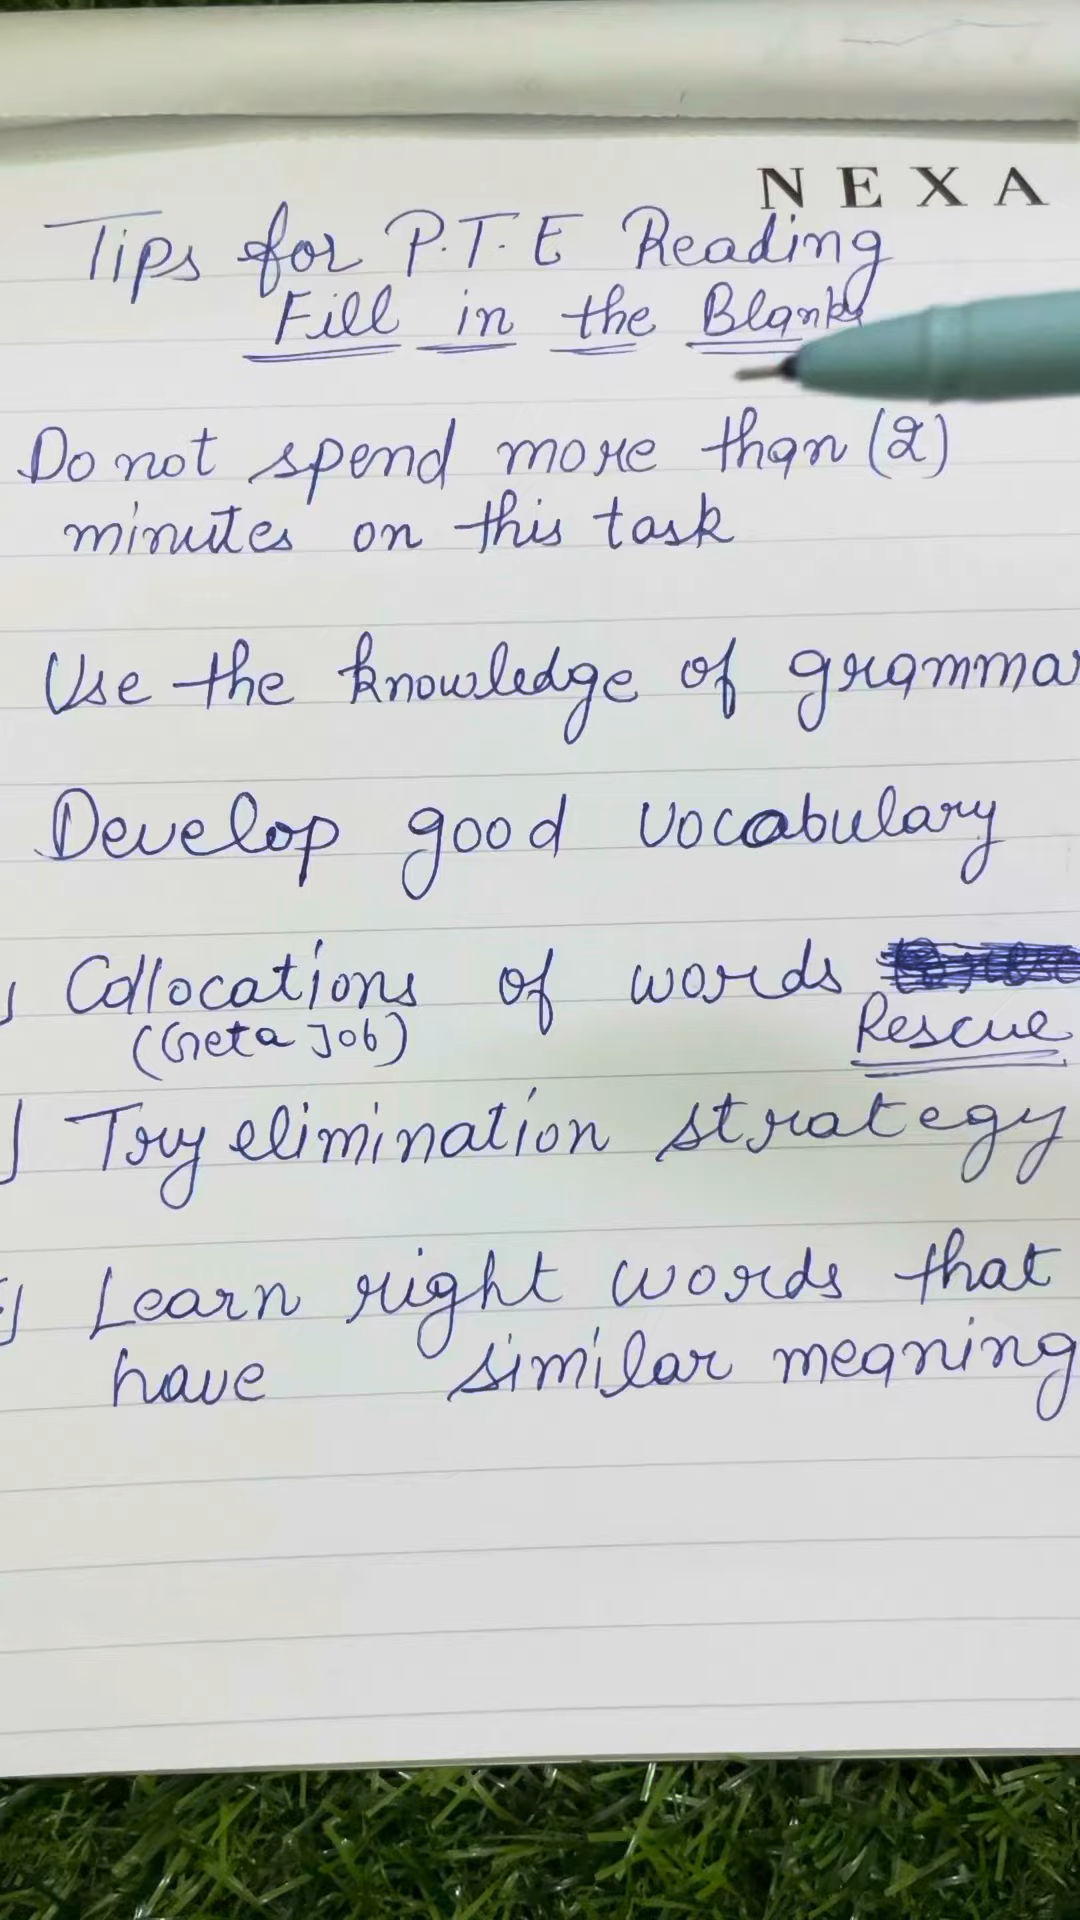 NEXA
Tips for P.T.E Reading
Fill in the Blanks
Do not spend more than (2)
minutes on this task
Use the knowledge of gramma
Develop good vocabulary
Collocations of words
(Get a Job) Rescue
Try elimination strategy
Learn right words that
have similar meaning